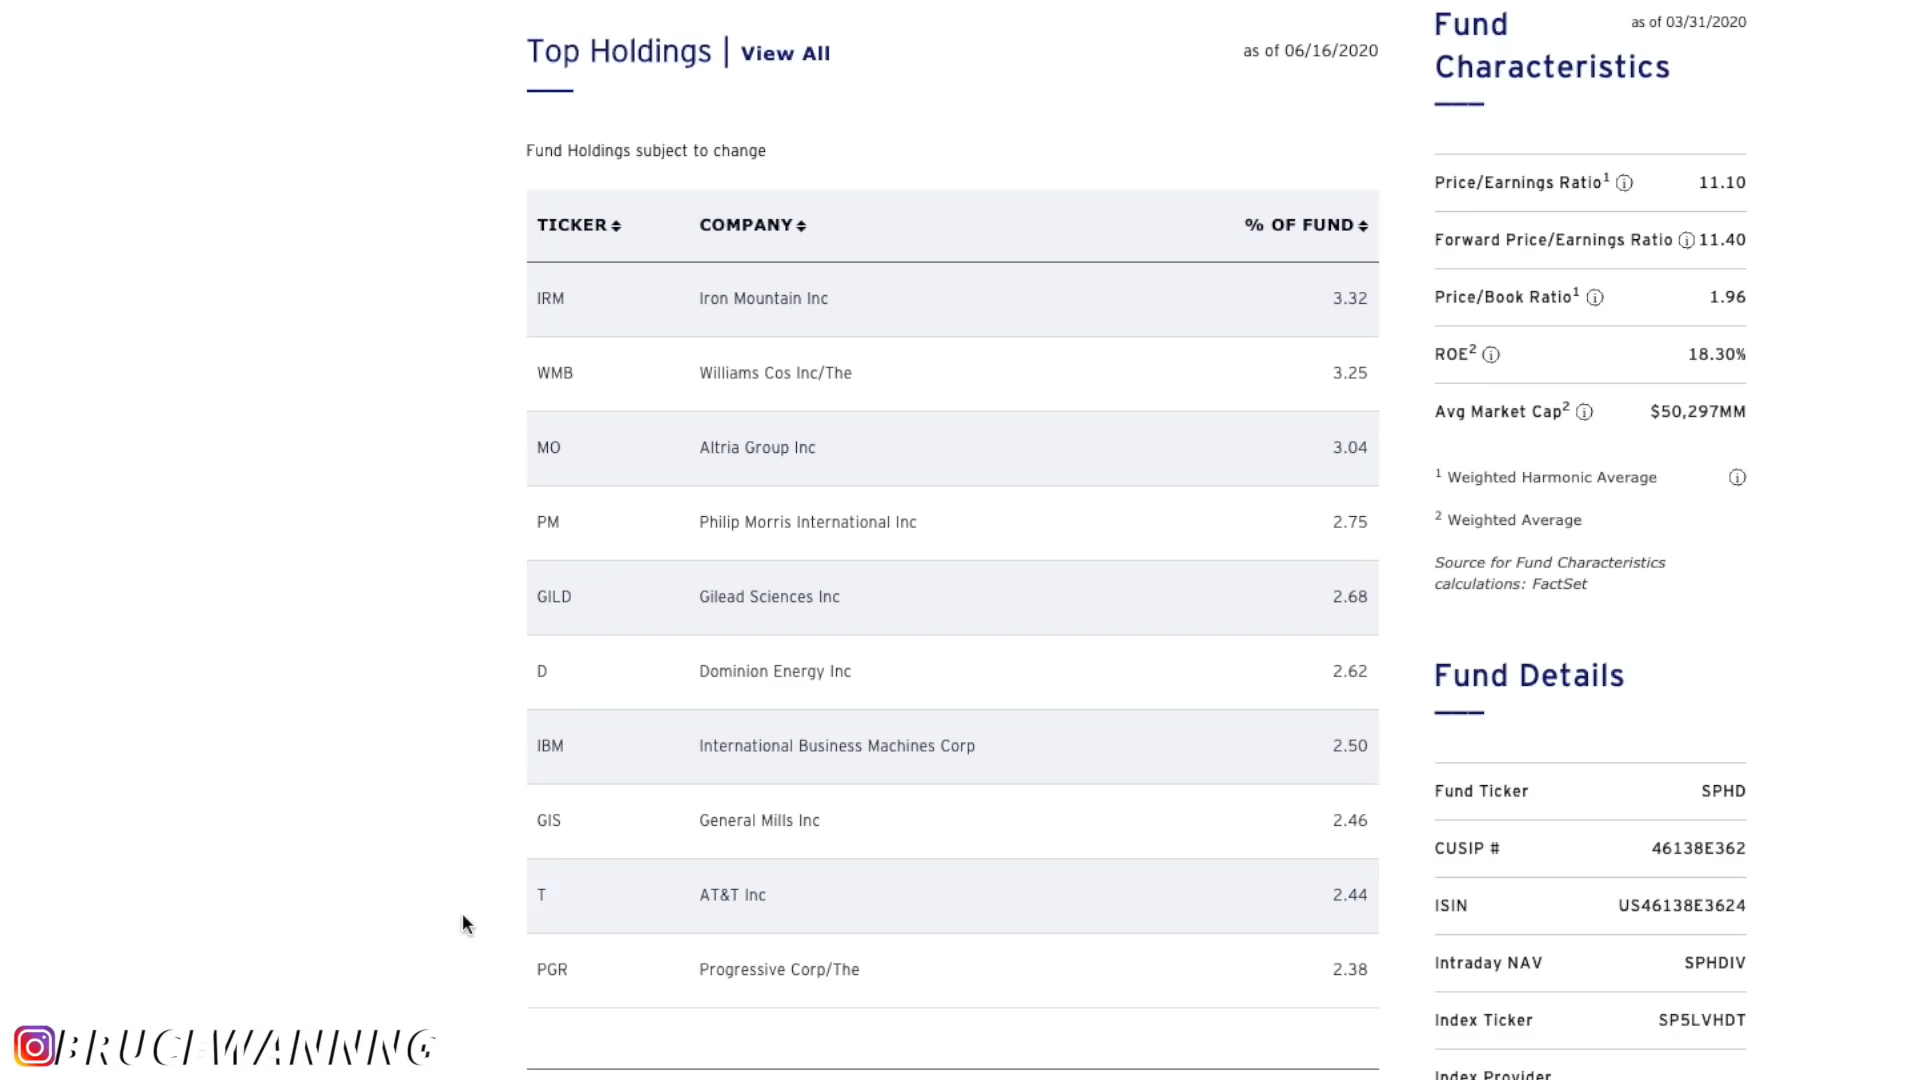 Top Holdings | View All
as of 06/16/2020
Fund Holdings subject to change
TICKER COMPANY % OF FUND
IRM Iron Mountain Inc 3.32
WMB Williams Cos Inc/The 3.25
MO Altria Group Inc 3.04
PM Philip Morris International Inc 2.75
GILD Gilead Sciences Inc 2.68
D Dominion Energy Inc 2.62
IBM International Business Machines Corp 2.50
GIS General Mills Inc 2.46
T AT&T Inc 2.44
PGR Progressive Corp/The 2.38
Fund
Characteristics
as of 03/31/2020
Price/Earnings Ratio¹ 11.10
Forward Price/Earnings Ratio 11.40
Price/Book Ratio¹ 1.96
ROE² 18.30%
Avg Market Cap² $50,297MM
¹ Weighted Harmonic Average
² Weighted Average
Source for Fund Characteristics
calculations: FactSet
Fund Details
Fund Ticker SPHD
CUSIP # 46138E362
ISIN US46138E3624
Intraday NAV SPHDIV
Index Ticker SP5LVHDT
Index Provider
BRUCEWANNNG